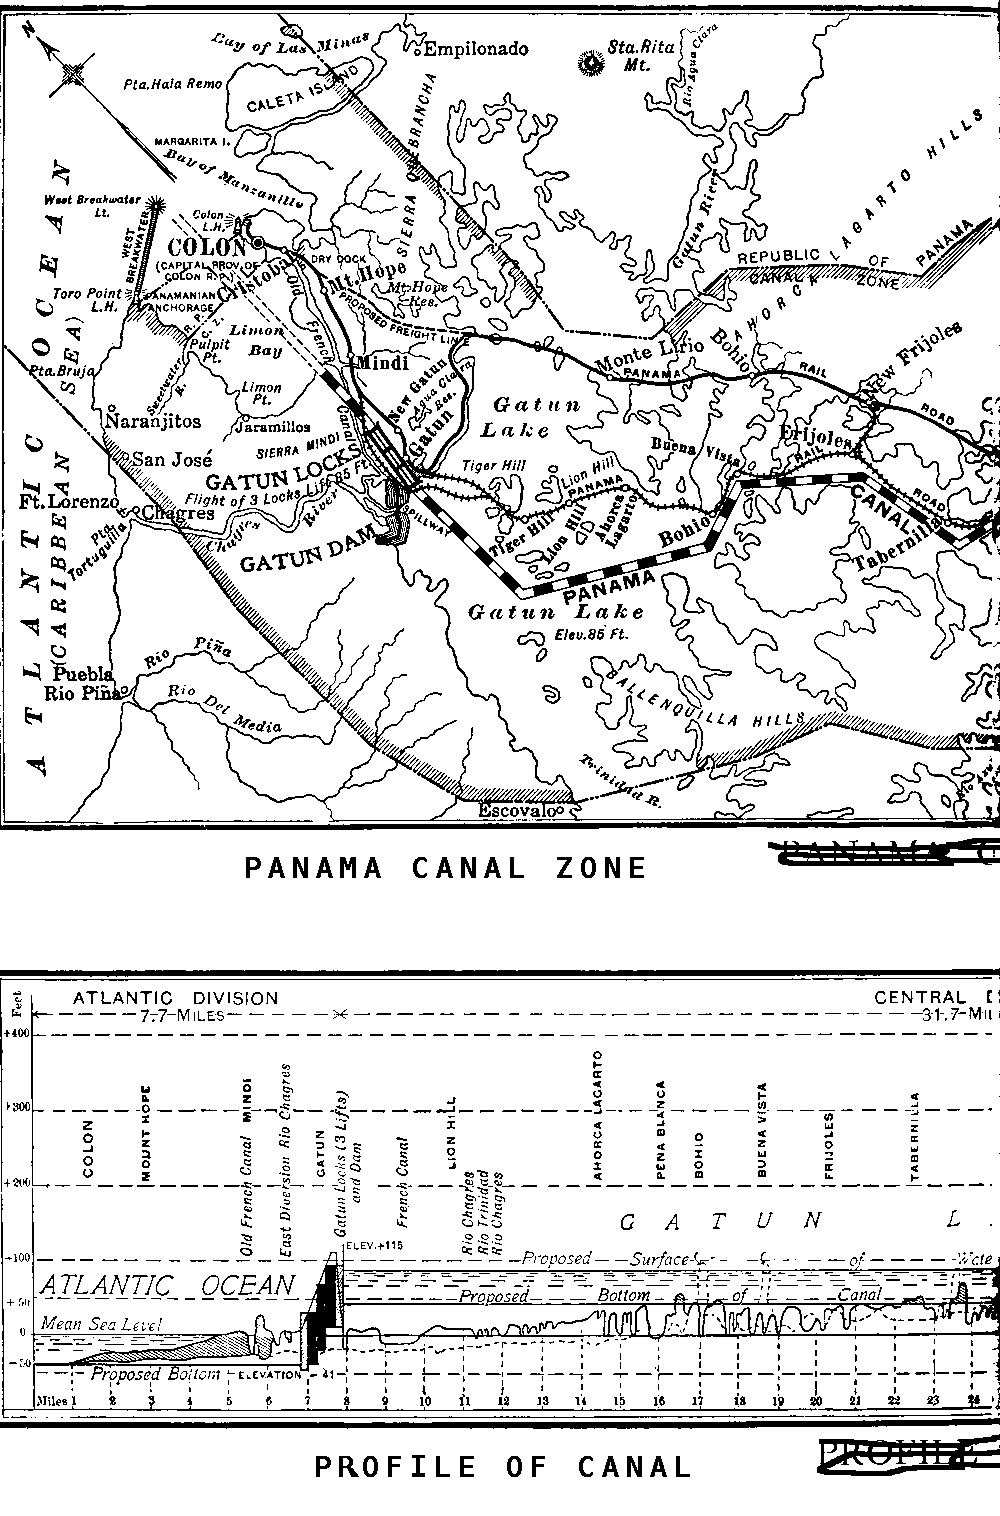 N
Bay of Las Minas
Empilonado
Sta. Rita
Mt.
Rio Agua Clara
Pta. Hala Remo
CALETA ISLAND
MARGARITA I.
Bay of Manzanillo
SIERRA QUEBRANCHA
LAGARTO HILLS
West Breakwater
Lt.
WEST
BREAKWATER
Colon
L.H.
COLON
(CAPITAL PROV. OF
COLON R.P.)
Cristobal
DRY DOCK
Mt. Hope
Mt. Hope
Res.
Gatun River
REPUBLIC OF PANAMA
CANAL ZONE
Toro Point
L.H.
PANAMANIAN
ANCHORAGE
PROPOSED FREIGHT LINE
Old French Canal
Limon
Bay
Pulpit
Pt.
Sweetwater
R.
Mindi
Monte Lirio
Bohio
BAHORCA
New Frijoles
PANAMA RAIL ROAD
Pta. Bruja
Limon
Pt.
Naranjitos
Jaramillos
SIERRA MINDI
New Gatun
Agua Clara
Res.
Gatun
Gatun
Lake
San José
GATUN LOCKS
Flight of 3 Locks Lift 85 Ft.
Tiger Hill
Lion Hill
PANAMA
Buena Vista
Frijoles
RAIL
ROAD
Ft. Lorenzo
Chagres
Chagres River
Pta.
Tortuguilla
GATUN DAM
SPILLWAY
Tiger Hill
Lion Hill
Ahorca
Lagarto
Bohio
CANAL
Tabernilla
PANAMA
Gatun Lake
Elev. 85 Ft.
ATLANTIC OCEAN
(CARIBBEAN SEA)
Puebla
Rio Piña
Rio Piña
Rio Del Media
BALLENQUILLA HILLS
Trinidad R.
Escovalo
PANAMA CANAL ZONE
PANAMA C
Feet
ATLANTIC DIVISION
7.7 MILES
CENTRAL
31.7 MIL
+400
+300
+200
+100
+50
0
-50
COLON
MOUNT HOPE
Old French Canal MINDI
East Diversion Rio Chagres
GATUN
Gatun Locks (3 Lifts)
and Dam
French Canal
LION HILL
Rio Chagres
Rio Trinidad
Rio Chagres
AHORCA LAGARTO
PENA BLANCA
BOHIO
BUENA VISTA
FRIJOLES
TABERNILLA
GATUN L
ELEV. +115
Proposed Surface of Wate
ATLANTIC OCEAN
Proposed Bottom of Canal
Mean Sea Level
Proposed Bottom ELEVATION -41
Miles 1 2 3 4 5 6 7 8 9 10 11 12 13 14 15 16 17 18 19 20 21 22 23 24
PROFILE OF CANAL
PROFILE